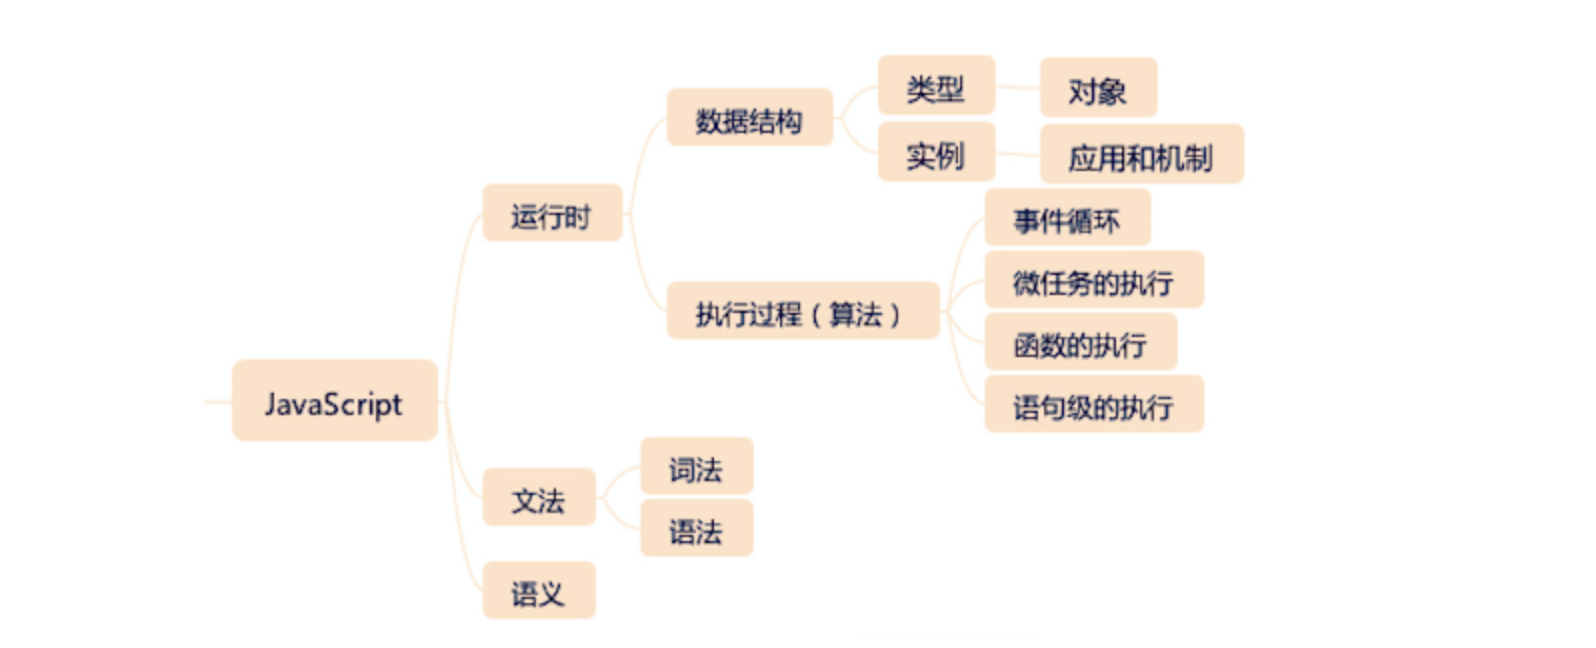 JavaScript
运行时
数据结构
类型
对象
实例
应用和机制
执行过程（算法）
事件循环
微任务的执行
函数的执行
语句级的执行
文法
词法
语法
语义